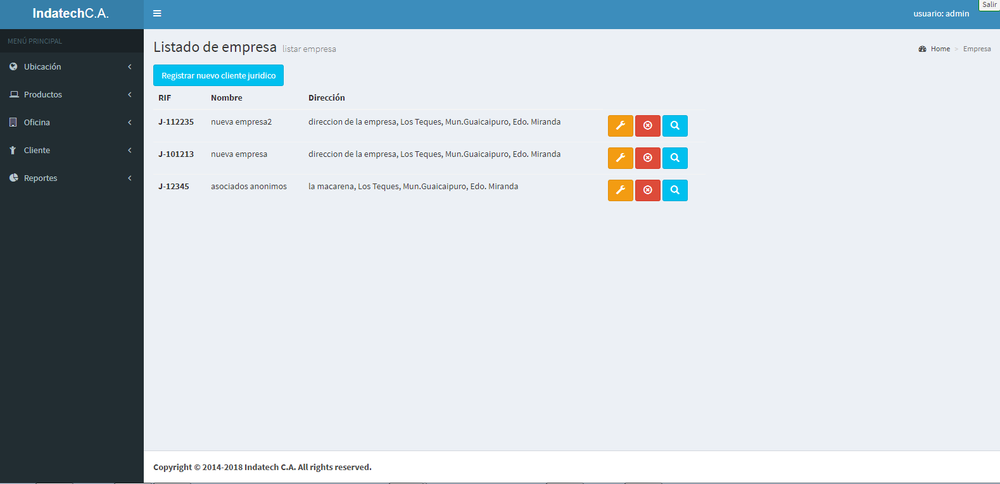 IndatechC.A.
usuario: admin
Salir
MENÚ PRINCIPAL
Ubicación
Productos
Oficina
Cliente
Reportes
Listado de empresa listar empresa
Home > Empresa
Registrar nuevo cliente juridico
RIF Nombre Dirección
J-112235 nueva empresa2 direccion de la empresa, Los Teques, Mun.Guaicaipuro, Edo. Miranda
J-101213 nueva empresa direccion de la empresa, Los Teques, Mun.Guaicaipuro, Edo. Miranda
J-12345 asociados anonimos la macarena, Los Teques, Mun.Guaicaipuro, Edo. Miranda
Copyright © 2014-2018 Indatech C.A. All rights reserved.